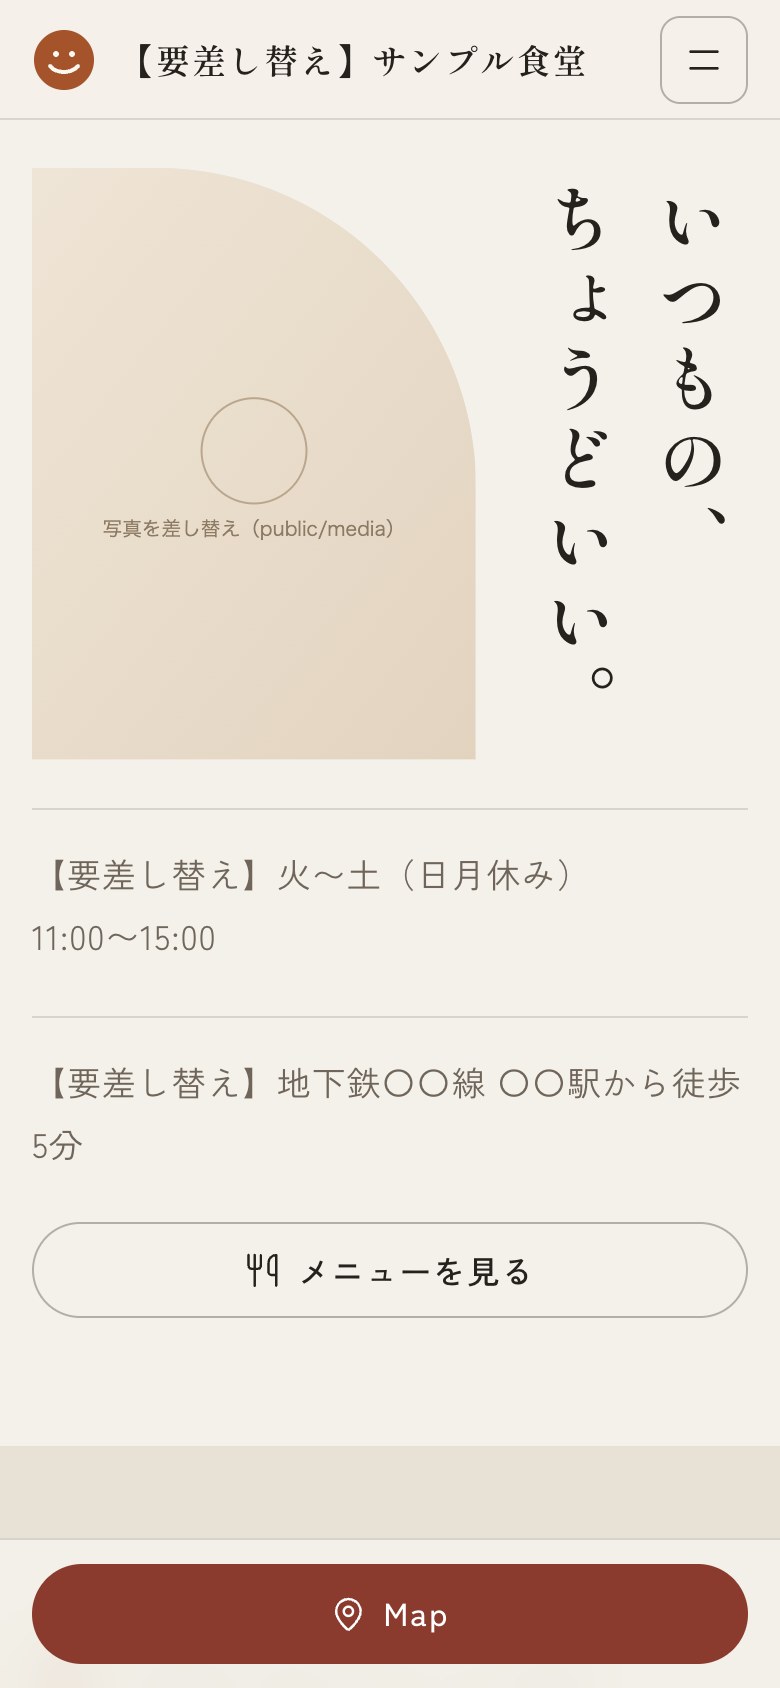 【要差し替え】サンプル食堂
いつもの、
ちょうどいい。
写真を差し替え（public/media）
【要差し替え】火〜土（日月休み）
11:00〜15:00
【要差し替え】地下鉄〇〇線 〇〇駅から徒歩
5分
メニューを見る
Map